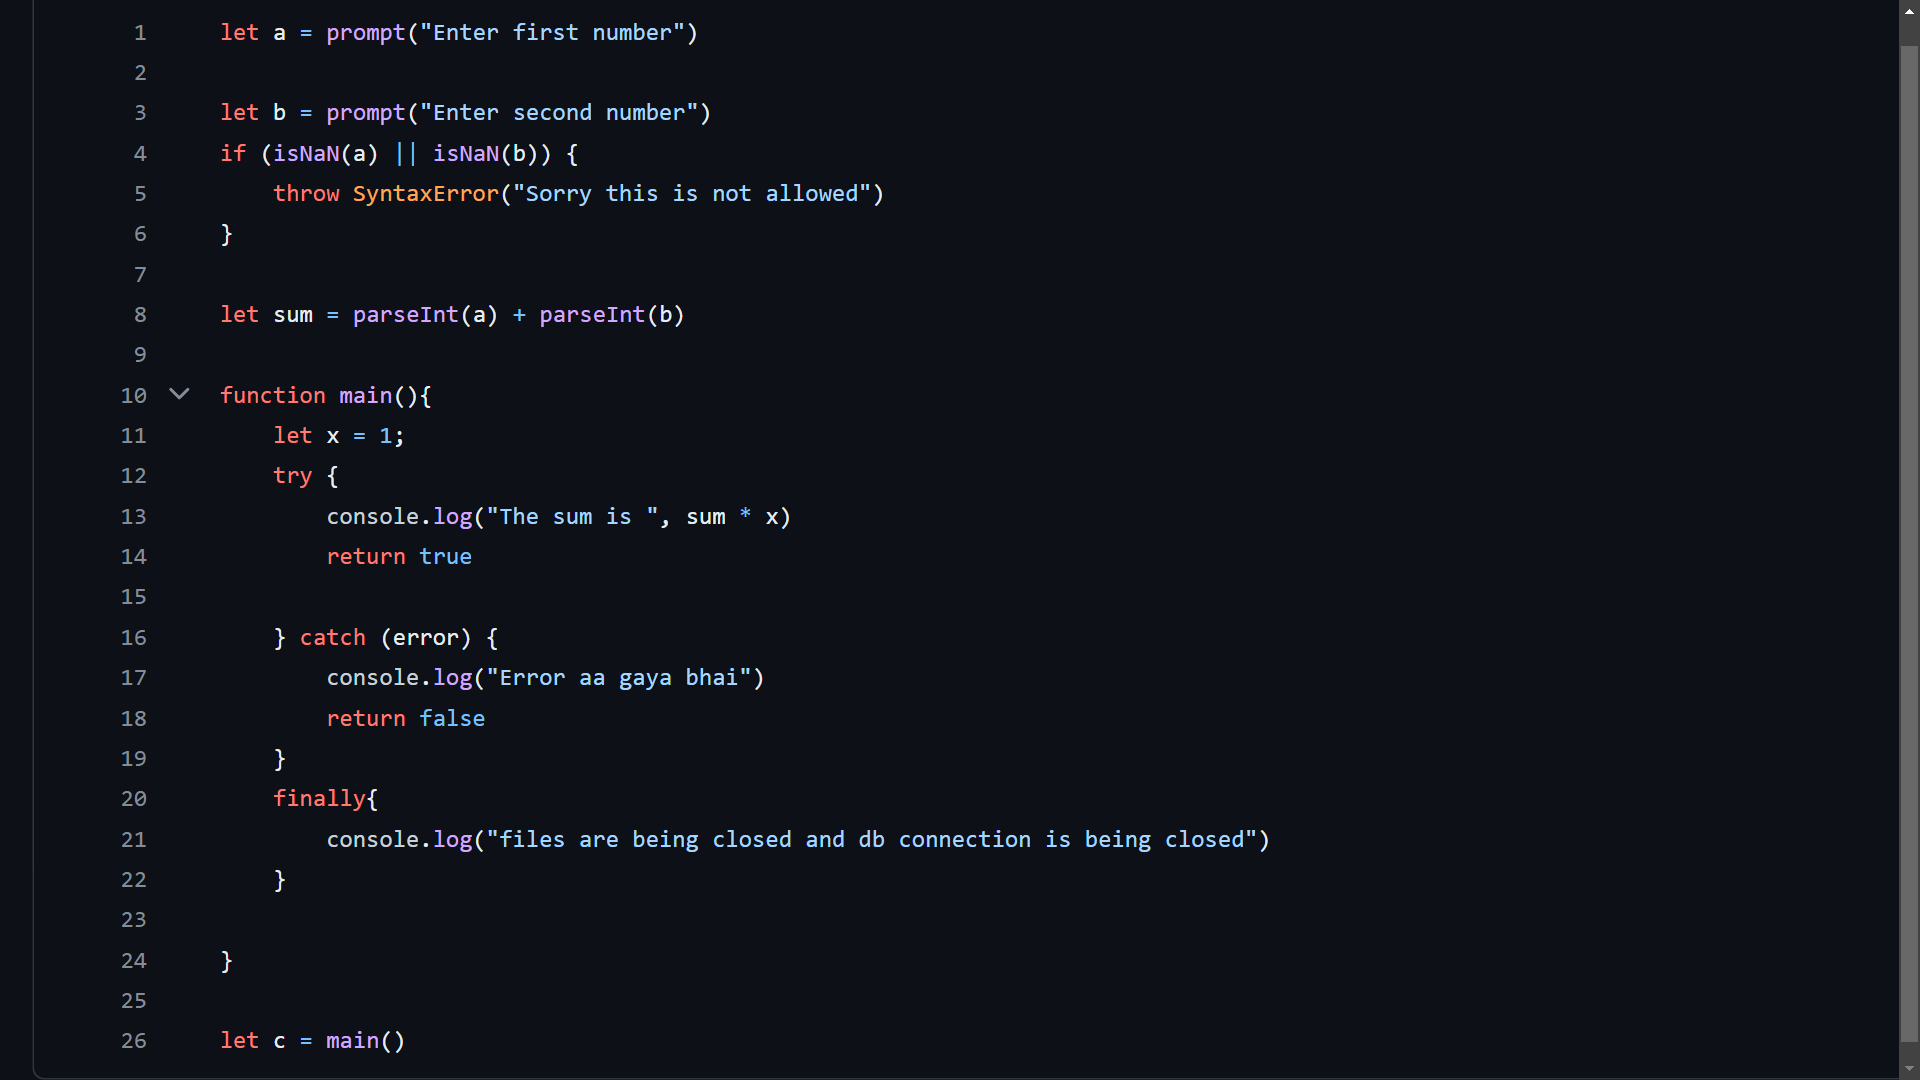 1 let a = prompt("Enter first number")
2
3 let b = prompt("Enter second number")
4 if (isNaN(a) || isNaN(b)) {
5     throw SyntaxError("Sorry this is not allowed")
6 }
7
8 let sum = parseInt(a) + parseInt(b)
9
10 function main(){
11     let x = 1;
12     try {
13         console.log("The sum is ", sum * x)
14         return true
15
16     } catch (error) {
17         console.log("Error aa gaya bhai")
18         return false
19     }
20     finally{
21         console.log("files are being closed and db connection is being closed")
22     }
23
24 }
25
26 let c = main()